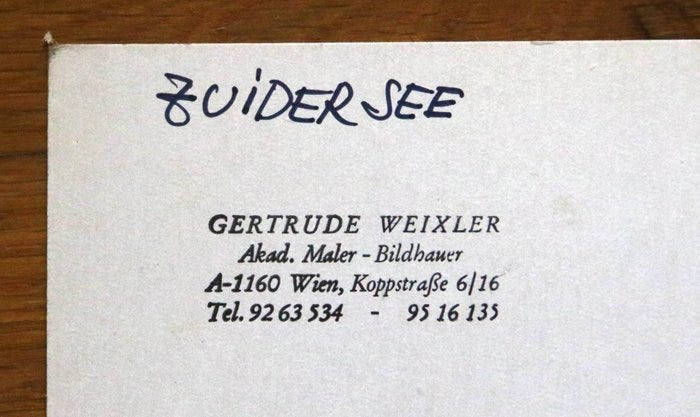 ZUiDERSEE
GERTRUDE WEIXLER
Akad. Maler - Bildhauer
A-1160 Wien, Koppstraße 6/16
Tel. 92 63 534 - 95 16 135